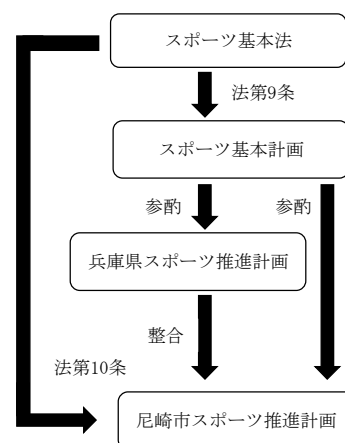 スポーツ基本法
法第9条
スポーツ基本計画
参酌
参酌
兵庫県スポーツ推進計画
整合
法第10条
尼崎市スポーツ推進計画